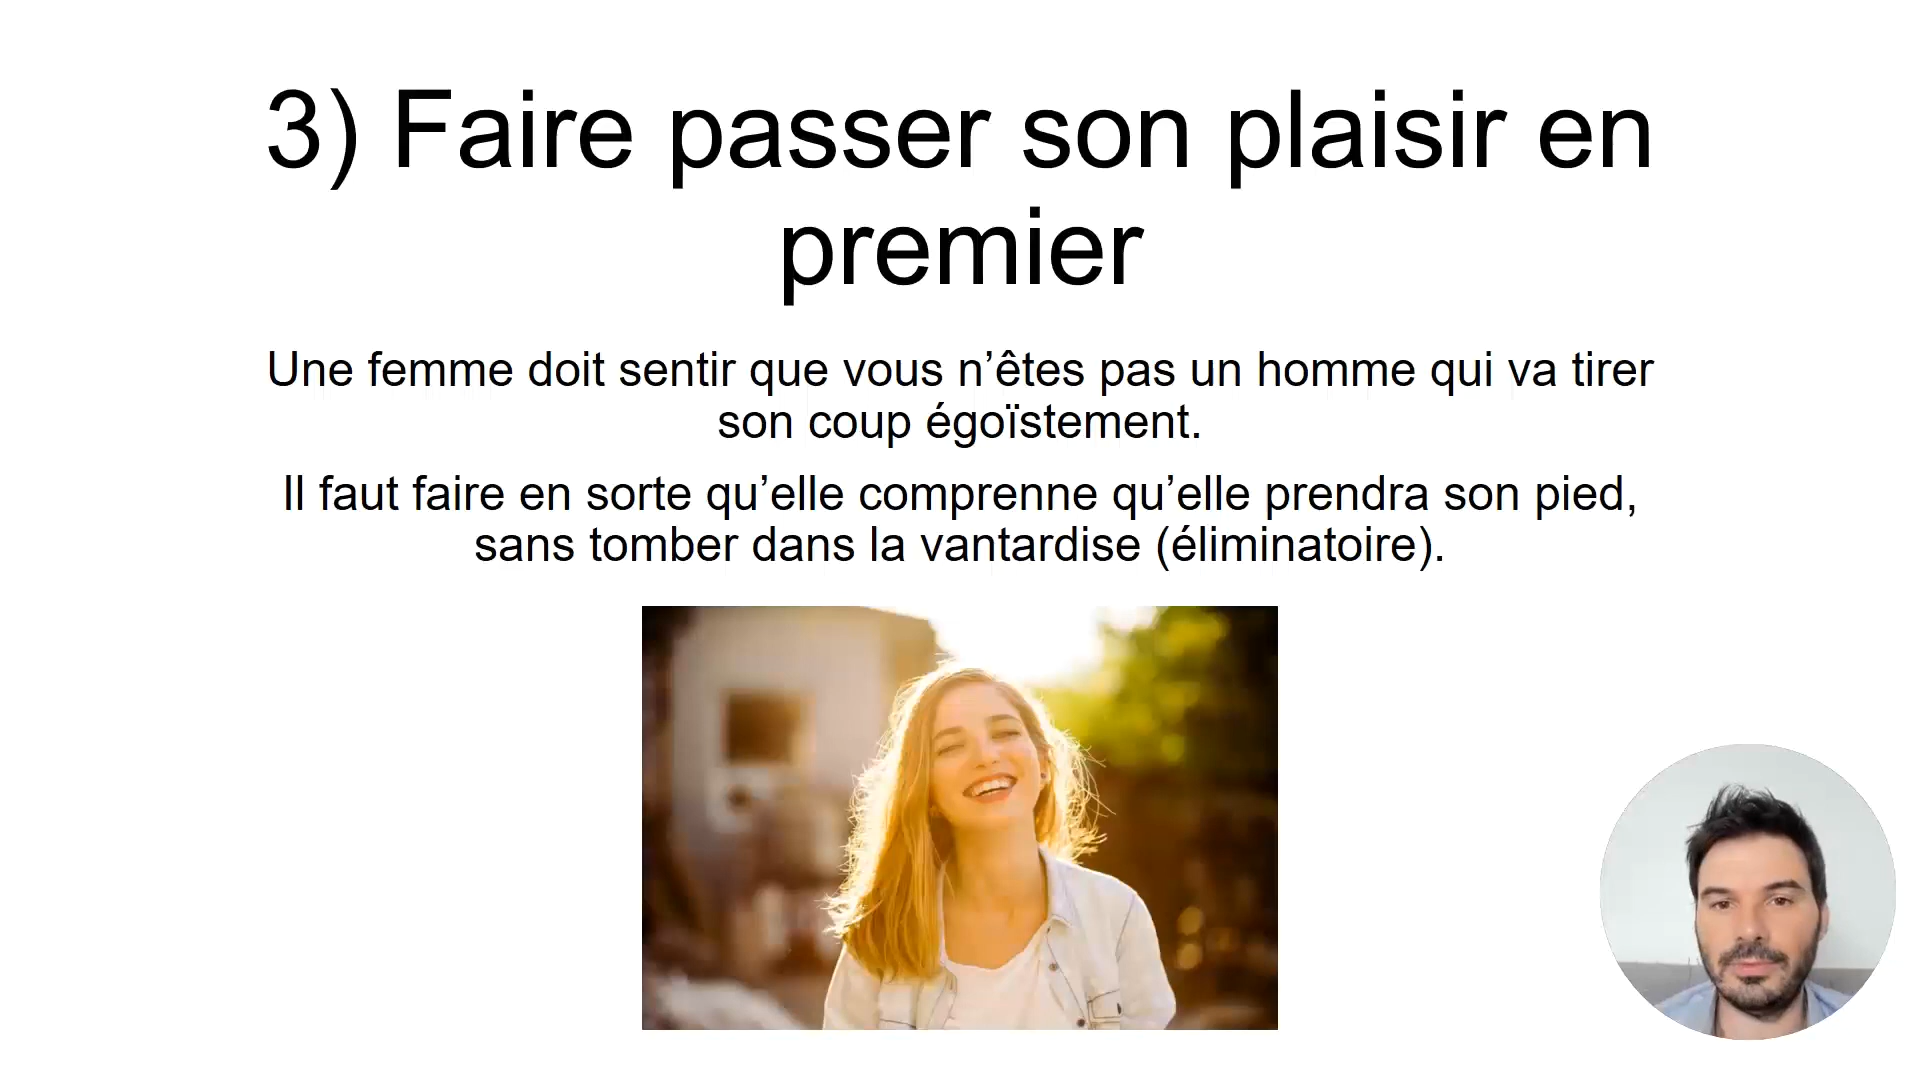 3) Faire passer son plaisir en
premier
Une femme doit sentir que vous n’êtes pas un homme qui va tirer
son coup égoïstement.
Il faut faire en sorte qu’elle comprenne qu’elle prendra son pied,
sans tomber dans la vantardise (éliminatoire).